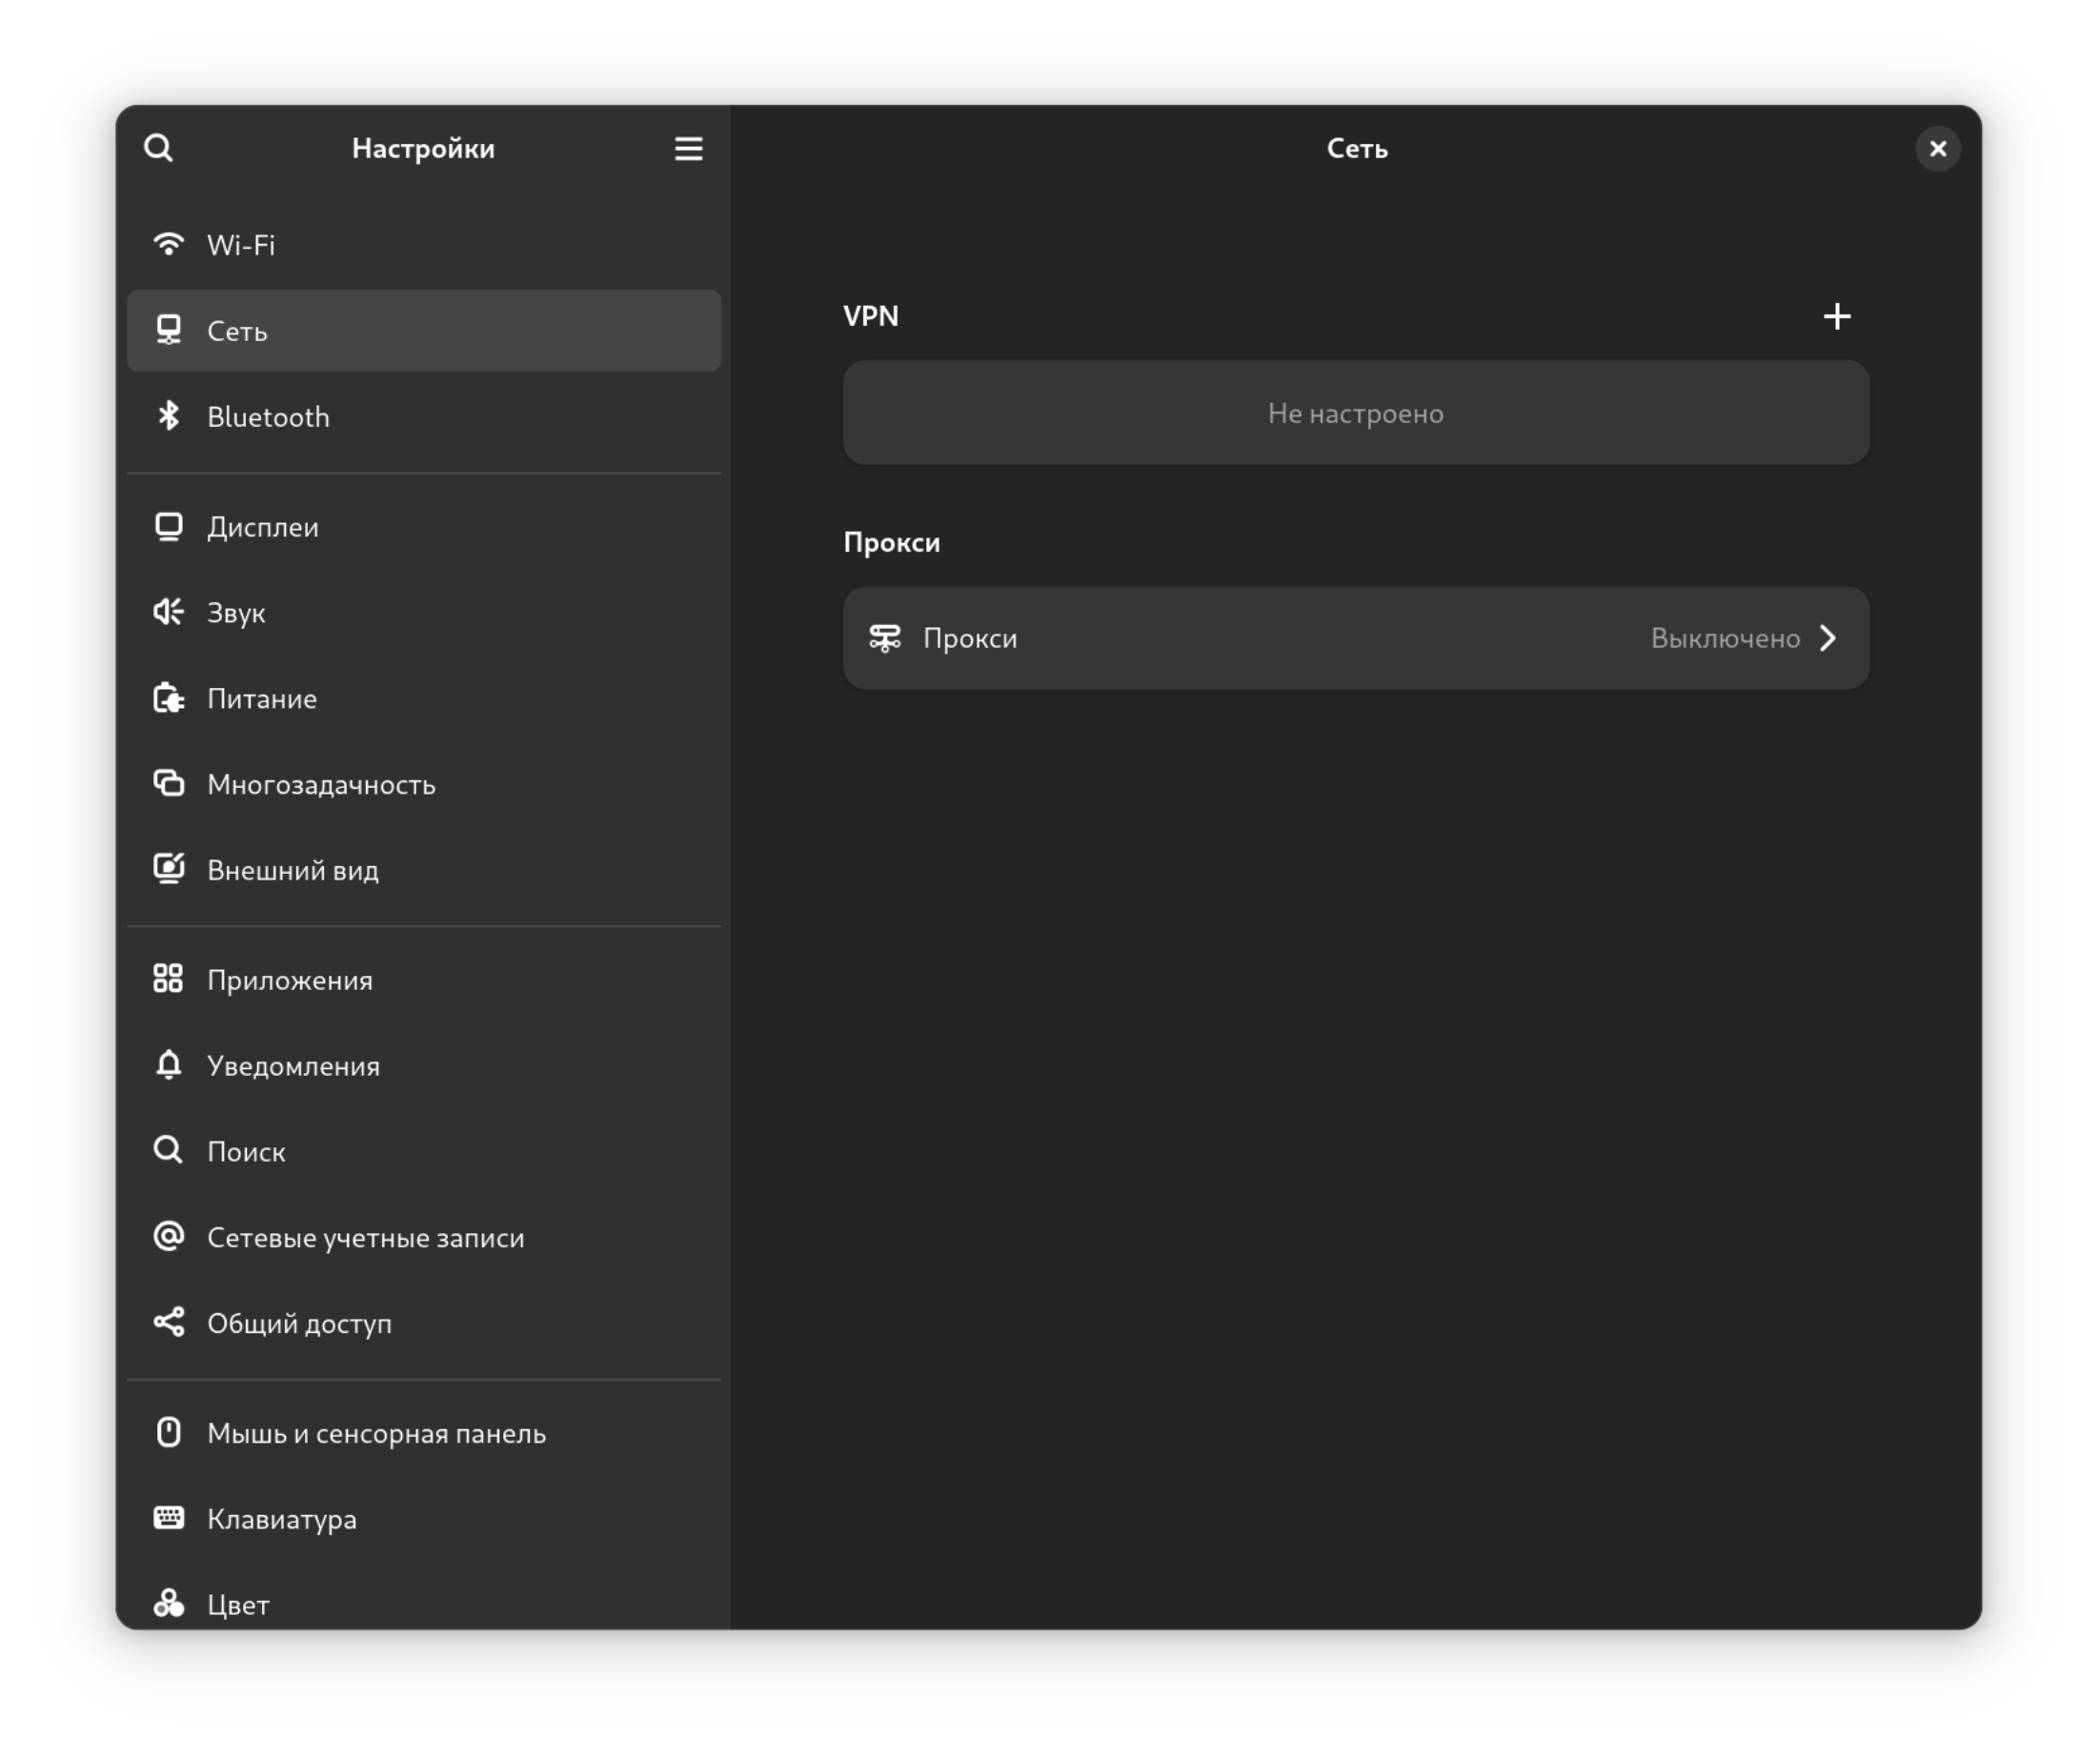 Настройки
Wi-Fi
Сеть
Bluetooth
Дисплеи
Звук
Питание
Многозадачность
Внешний вид
Приложения
Уведомления
Поиск
Сетевые учетные записи
Общий доступ
Мышь и сенсорная панель
Клавиатура
Цвет
Сеть
VPN
Не настроено
Прокси
Прокси Выключено